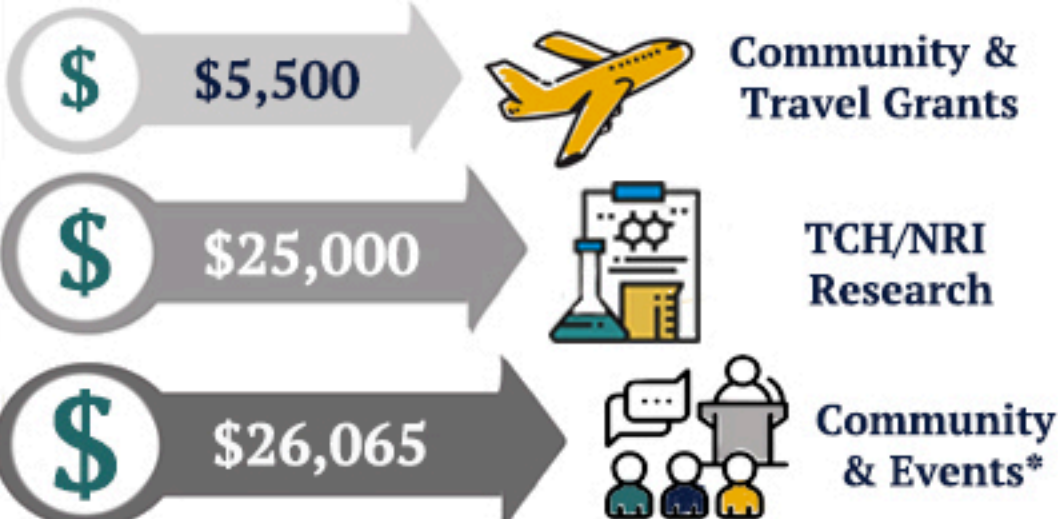 $ $5,500 Community &
Travel Grants
$ $25,000 TCH/NRI
Research
$ $26,065 Community
& Events*